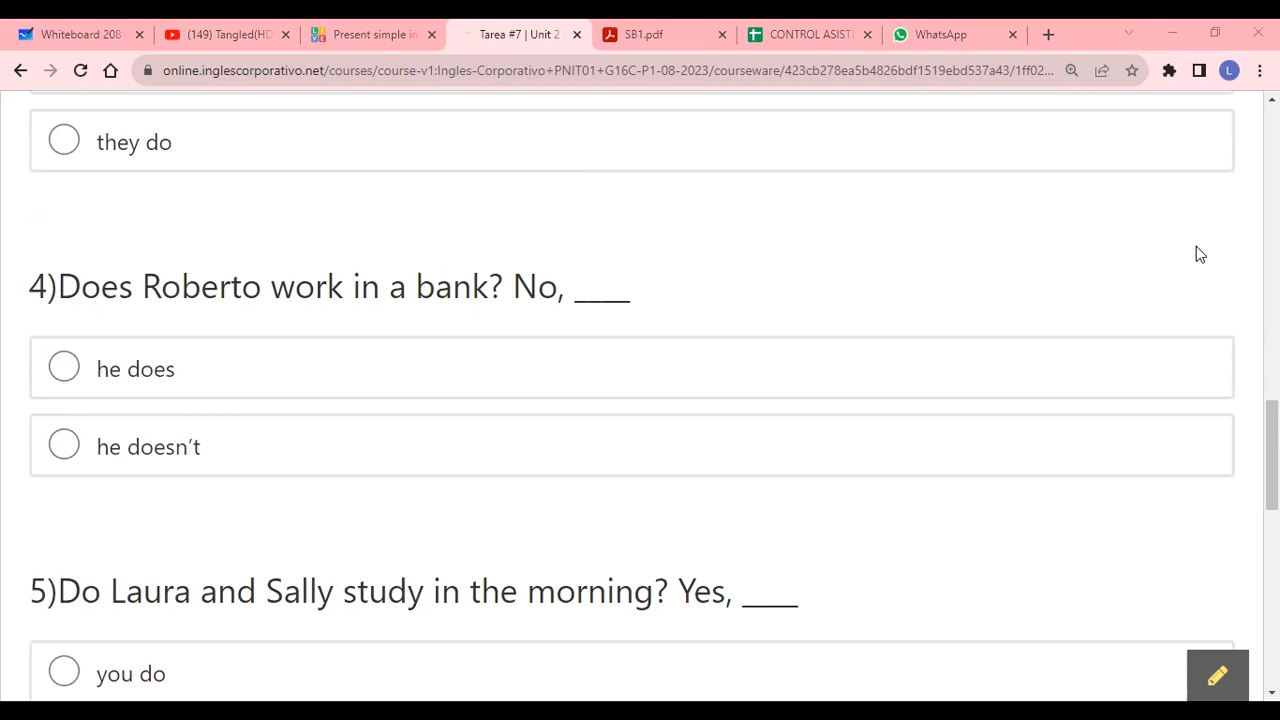 Whiteboard 208
(149) Tangled(HD
Present simple in
Tarea #7 | Unit 2
SB1.pdf
CONTROL ASIST
WhatsApp
online.inglescorporativo.net/courses/course-v1:Ingles-Corporativo+PNIT01+G16C-P1-08-2023/courseware/423cb278ea5b4826bdf1519ebd537a43/1ff02...
L
they do
4)Does Roberto work in a bank? No, ____
he does
he doesn't
5)Do Laura and Sally study in the morning? Yes, ____
you do